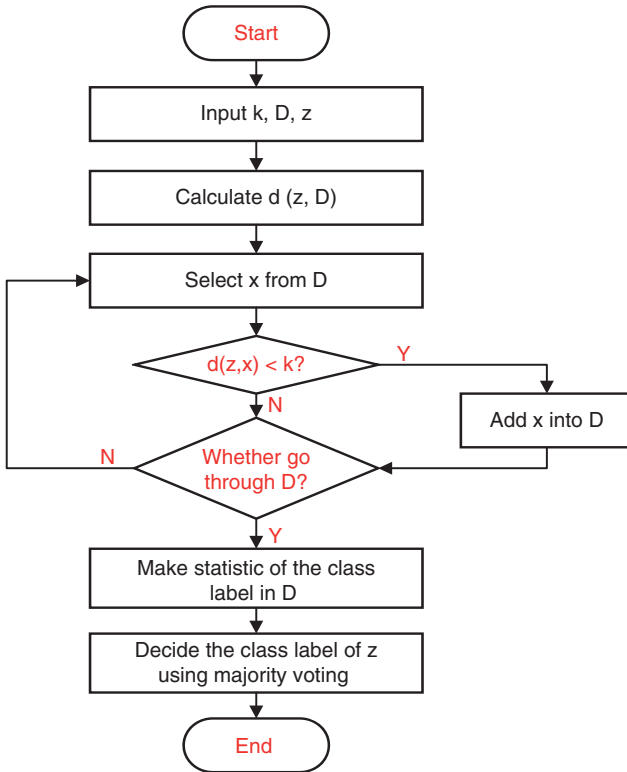 Start
Input k, D, z
Calculate d (z, D)
Select x from D
d(z,x) < k?
Y
N
Add x into D
Whether go
through D?
N
Y
Make statistic of the class
label in D
Decide the class label of z
using majority voting
End